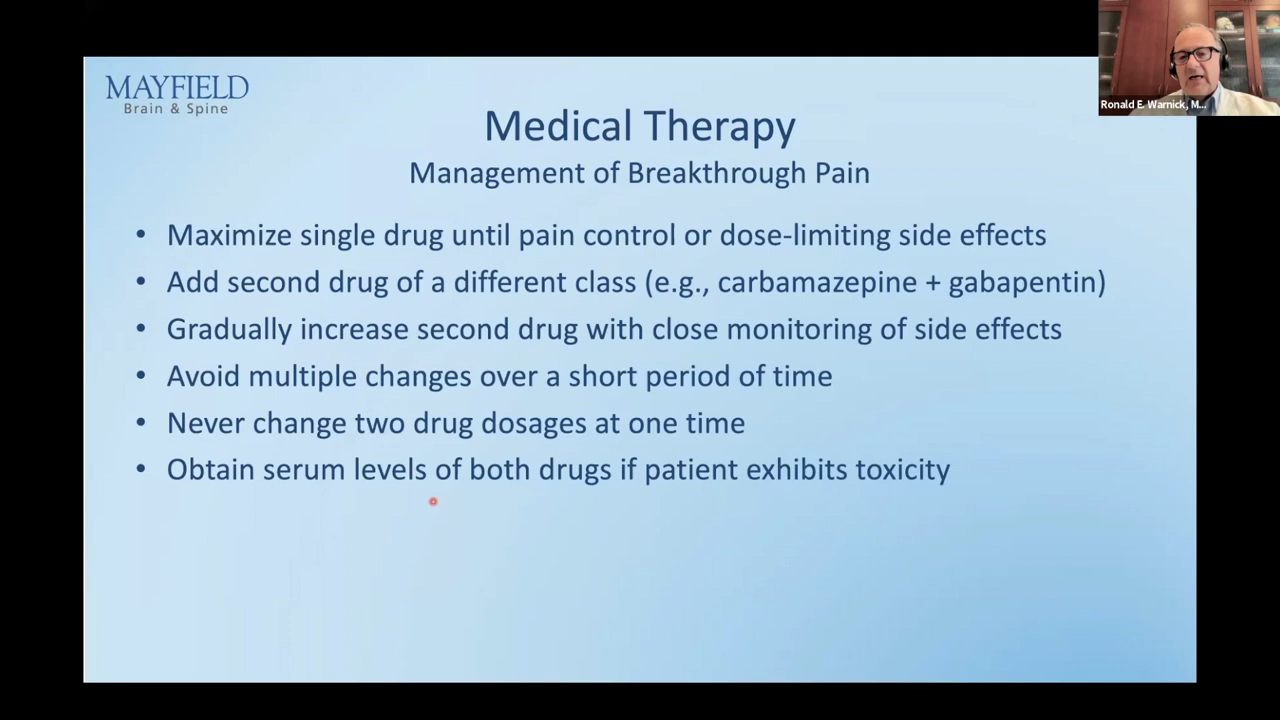 MAYFIELD
Brain & Spine
Ronald E. Warnick, M...
Medical Therapy
Management of Breakthrough Pain
• Maximize single drug until pain control or dose-limiting side effects
• Add second drug of a different class (e.g., carbamazepine + gabapentin)
• Gradually increase second drug with close monitoring of side effects
• Avoid multiple changes over a short period of time
• Never change two drug dosages at one time
• Obtain serum levels of both drugs if patient exhibits toxicity